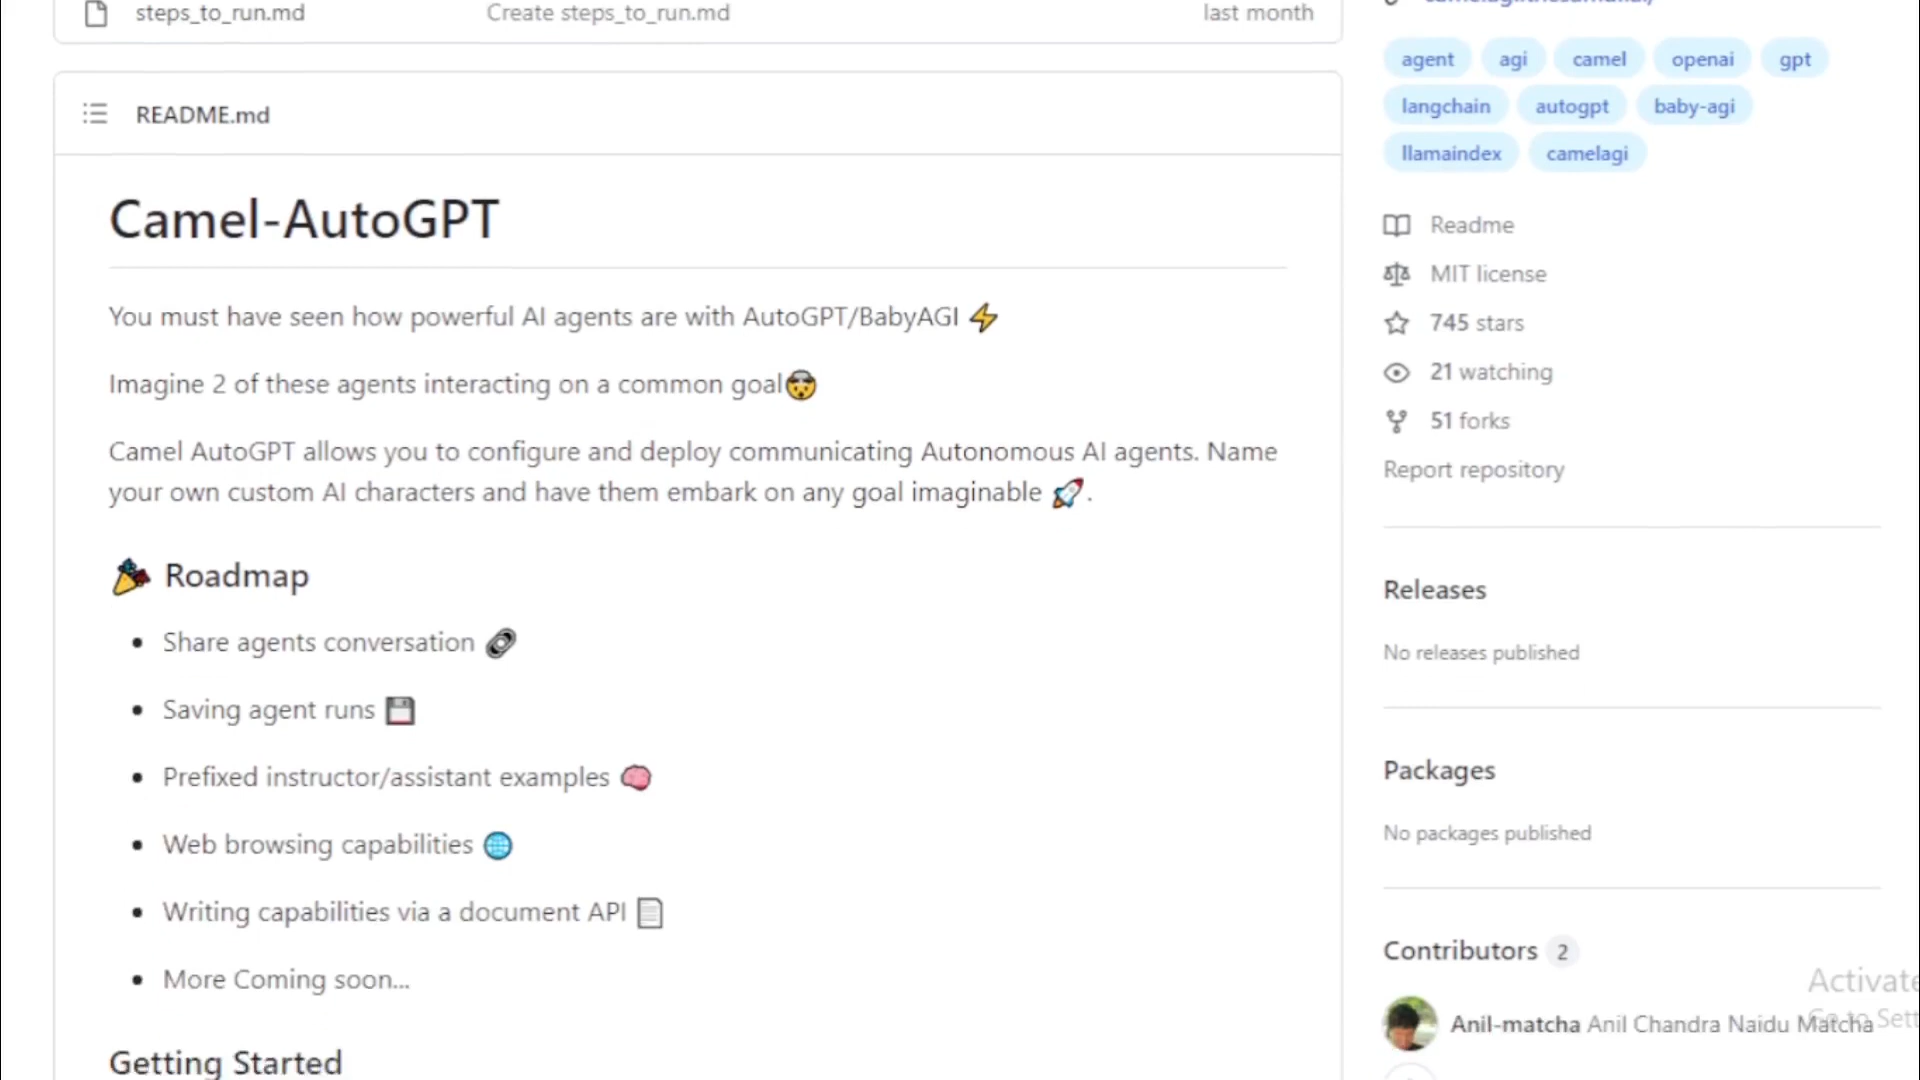 steps_to_run.md Create steps_to_run.md last month
README.md
Camel-AutoGPT
You must have seen how powerful AI agents are with AutoGPT/BabyAGI ⚡
Imagine 2 of these agents interacting on a common goal🤯
Camel AutoGPT allows you to configure and deploy communicating Autonomous AI agents. Name
your own custom AI characters and have them embark on any goal imaginable 🚀.
🎉 Roadmap
• Share agents conversation 🔗
• Saving agent runs 💾
• Prefixed instructor/assistant examples 🧠
• Web browsing capabilities 🌐
• Writing capabilities via a document API 📄
• More Coming soon...
Getting Started
agent agi camel openai gpt
langchain autogpt baby-agi
llamaindex camelagi
Readme
MIT license
745 stars
21 watching
51 forks
Report repository
Releases
No releases published
Packages
No packages published
Contributors 2
Anil-matcha Anil Chandra Naidu Matcha
Activate
Go to Sett